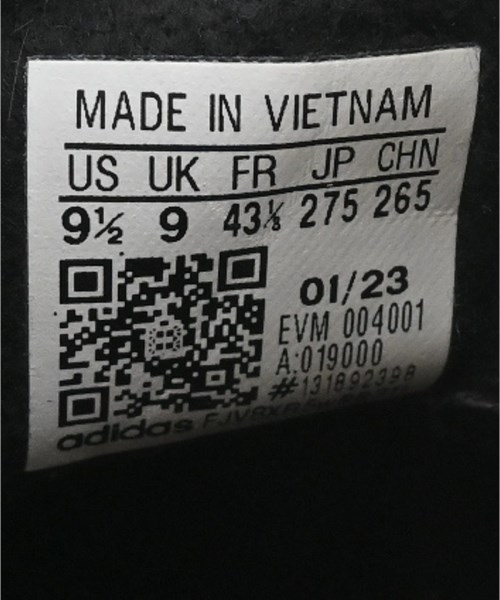 MADE IN VIETNAM
US UK FR JP CHN
9½ 9 43⅓ 275 265
01/23
EVM 004001
A:019000
#131892398
adidas